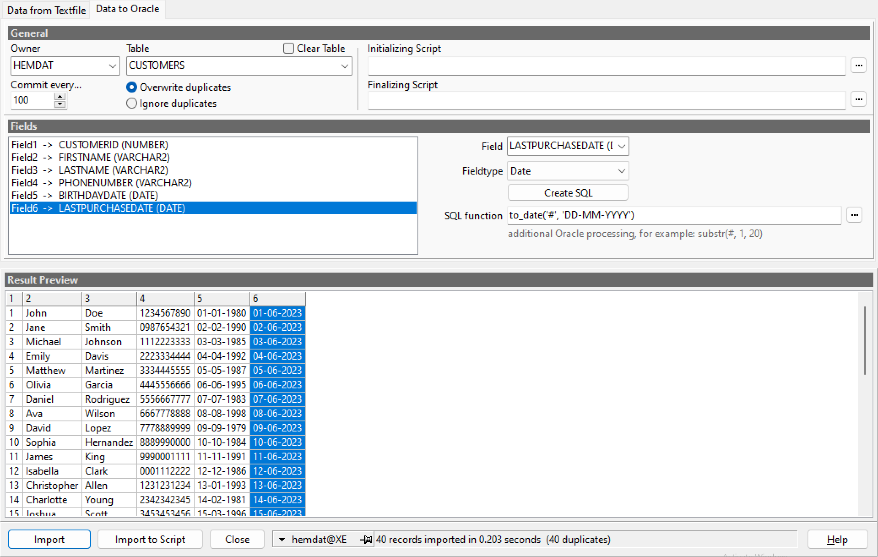 Data from Textfile Data to Oracle
General
Owner Table Clear Table Initializing Script
HEMDAT CUSTOMERS ...
Commit every... Overwrite duplicates Finalizing Script
100 Ignore duplicates ...
Fields
Field1 -> CUSTOMERID (NUMBER)
Field2 -> FIRSTNAME (VARCHAR2)
Field3 -> LASTNAME (VARCHAR2)
Field4 -> PHONENUMBER (VARCHAR2)
Field5 -> BIRTHDAYDATE (DATE)
Field6 -> LASTPURCHASEDATE (DATE)
Field LASTPURCHASEDATE (
Fieldtype Date
Create SQL
SQL function to_date('#', 'DD-MM-YYYY') ...
additional Oracle processing, for example: substr(#, 1, 20)
Result Preview
1 2 3 4 5 6
1 John Doe 1234567890 01-01-1980 01-06-2023
2 Jane Smith 0987654321 02-02-1990 02-06-2023
3 Michael Johnson 1112223333 03-03-1985 03-06-2023
4 Emily Davis 2223334444 04-04-1992 04-06-2023
5 Matthew Martinez 3334445555 05-05-1987 05-06-2023
6 Olivia Garcia 4445556666 06-06-1995 06-06-2023
7 Daniel Rodriguez 5556667777 07-07-1983 07-06-2023
8 Ava Wilson 6667778888 08-08-1998 08-06-2023
9 David Lopez 7778889999 09-09-1979 09-06-2023
10 Sophia Hernandez 8889990000 10-10-1984 10-06-2023
11 James King 9990001111 11-11-1991 11-06-2023
12 Isabella Clark 0001112222 12-12-1986 12-06-2023
13 Christopher Allen 1231231234 13-01-1993 13-06-2023
14 Charlotte Young 2342342345 14-02-1981 14-06-2023
15 Joshua Scott 3453453456 15-03-1996 15-06-2023
Import Import to Script Close hemdat@XE 40 records imported in 0.203 seconds (40 duplicates) Help